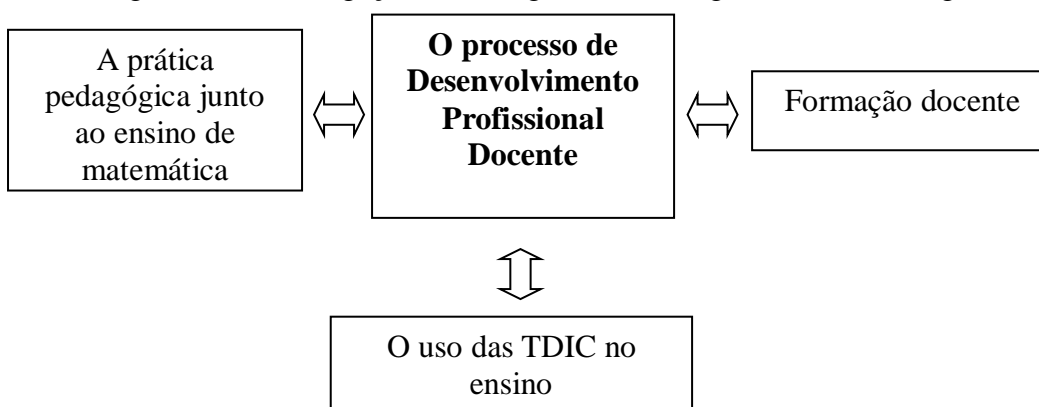 A prática
pedagógica junto
ao ensino de
matemática
O processo de
Desenvolvimento
Profissional
Docente
Formação docente
O uso das TDIC no
ensino